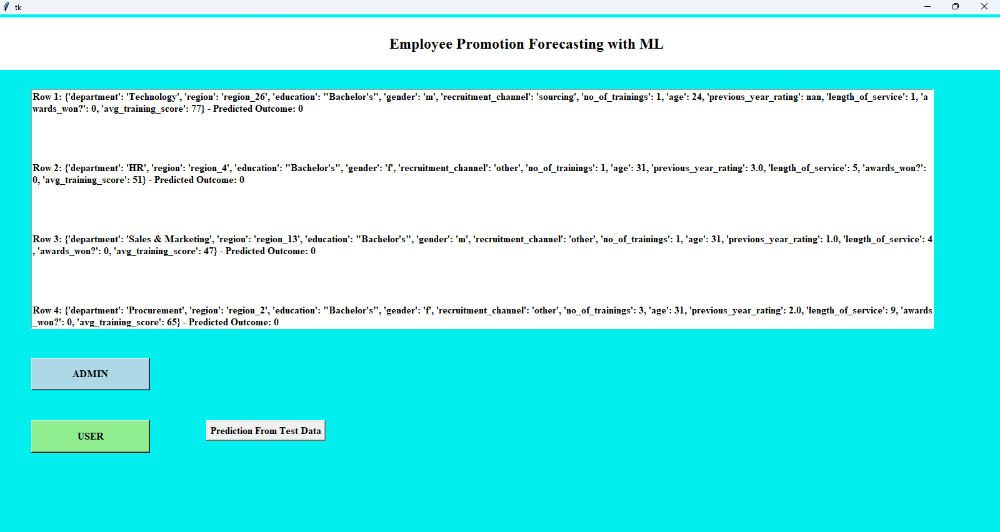 tk
Employee Promotion Forecasting with ML
Row 1: {'department': 'Technology', 'region': 'region_26', 'education': "Bachelor's", 'gender': 'm', 'recruitment_channel': 'sourcing', 'no_of_trainings': 1, 'age': 24, 'previous_year_rating': nan, 'length_of_service': 1, 'a
wards_won?': 0, 'avg_training_score': 77} - Predicted Outcome: 0
Row 2: {'department': 'HR', 'region': 'region_4', 'education': "Bachelor's", 'gender': 'f', 'recruitment_channel': 'other', 'no_of_trainings': 1, 'age': 31, 'previous_year_rating': 3.0, 'length_of_service': 5, 'awards_won?':
0, 'avg_training_score': 51} - Predicted Outcome: 0
Row 3: {'department': 'Sales & Marketing', 'region': 'region_13', 'education': "Bachelor's", 'gender': 'm', 'recruitment_channel': 'other', 'no_of_trainings': 1, 'age': 31, 'previous_year_rating': 1.0, 'length_of_service': 4
, 'awards_won?': 0, 'avg_training_score': 47} - Predicted Outcome: 0
Row 4: {'department': 'Procurement', 'region': 'region_2', 'education': "Bachelor's", 'gender': 'f', 'recruitment_channel': 'other', 'no_of_trainings': 3, 'age': 31, 'previous_year_rating': 2.0, 'length_of_service': 9, 'awards
_won?': 0, 'avg_training_score': 65} - Predicted Outcome: 0
ADMIN
USER
Prediction From Test Data